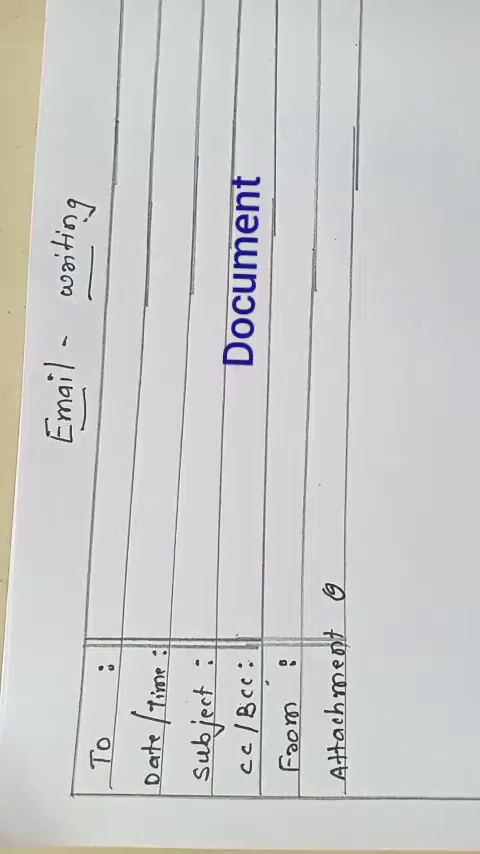 Email - writing
To :
Date/Time :
Subject :
CC/Bcc :
From :
Attachment
Document